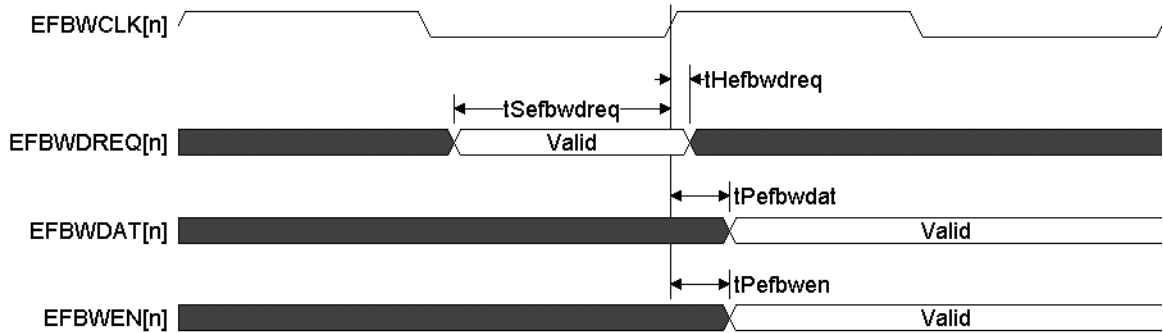 EFBWCLK[n]
tHefbwdreq
tSefbwdreq
EFBWDREQ[n]
Valid
tPefbwdat
EFBWDAT[n]
Valid
tPefbwen
EFBWEN[n]
Valid